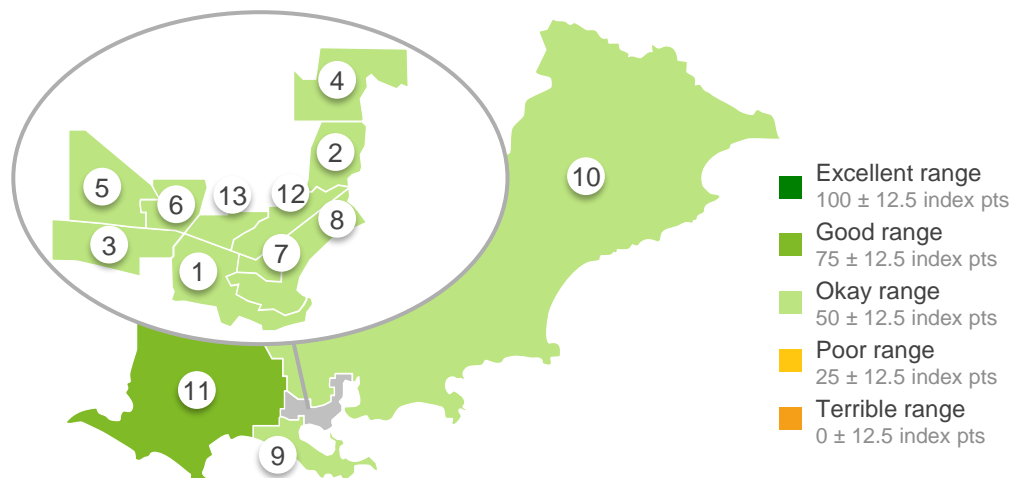 4
2
5
6
13
12
8
3
1
7
10
11
9
Excellent range
100 ± 12.5 index pts
Good range
75 ± 12.5 index pts
Okay range
50 ± 12.5 index pts
Poor range
25 ± 12.5 index pts
Terrible range
0 ± 12.5 index pts